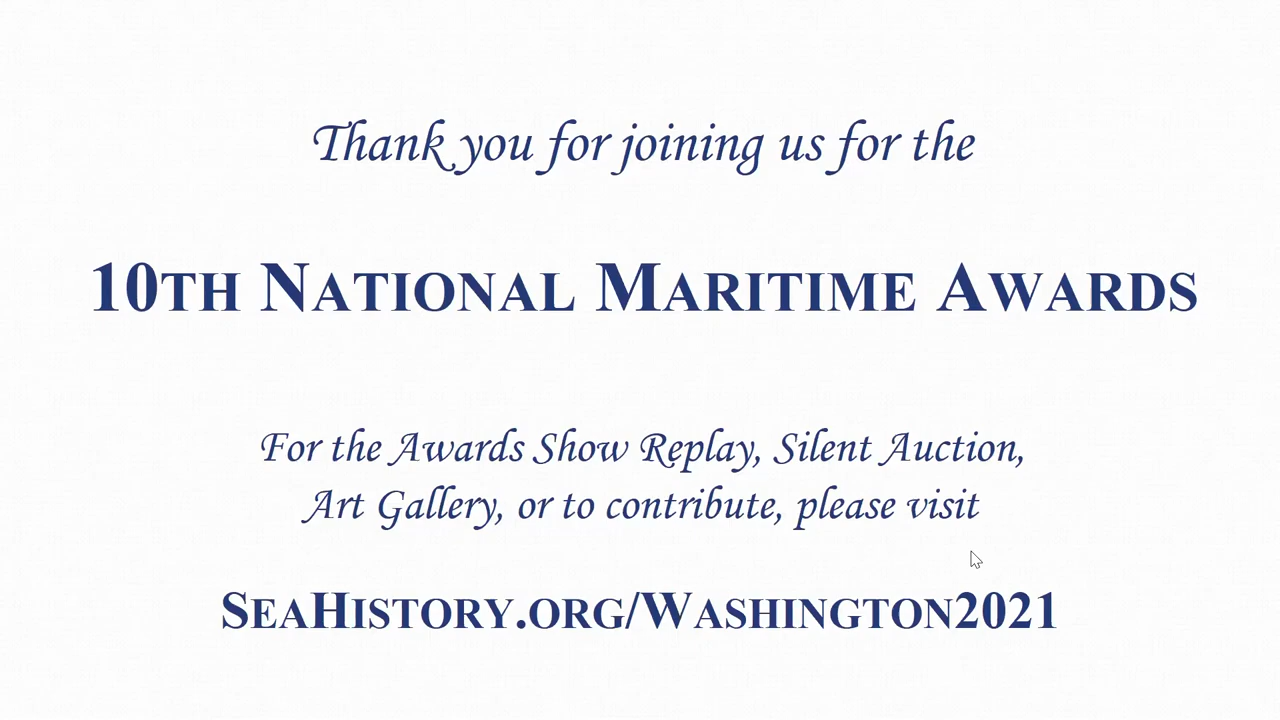 Thank you for joining us for the
10TH NATIONAL MARITIME AWARDS
For the Awards Show Replay, Silent Auction,
Art Gallery, or to contribute, please visit
SEAHISTORY.ORG/WASHINGTON2021